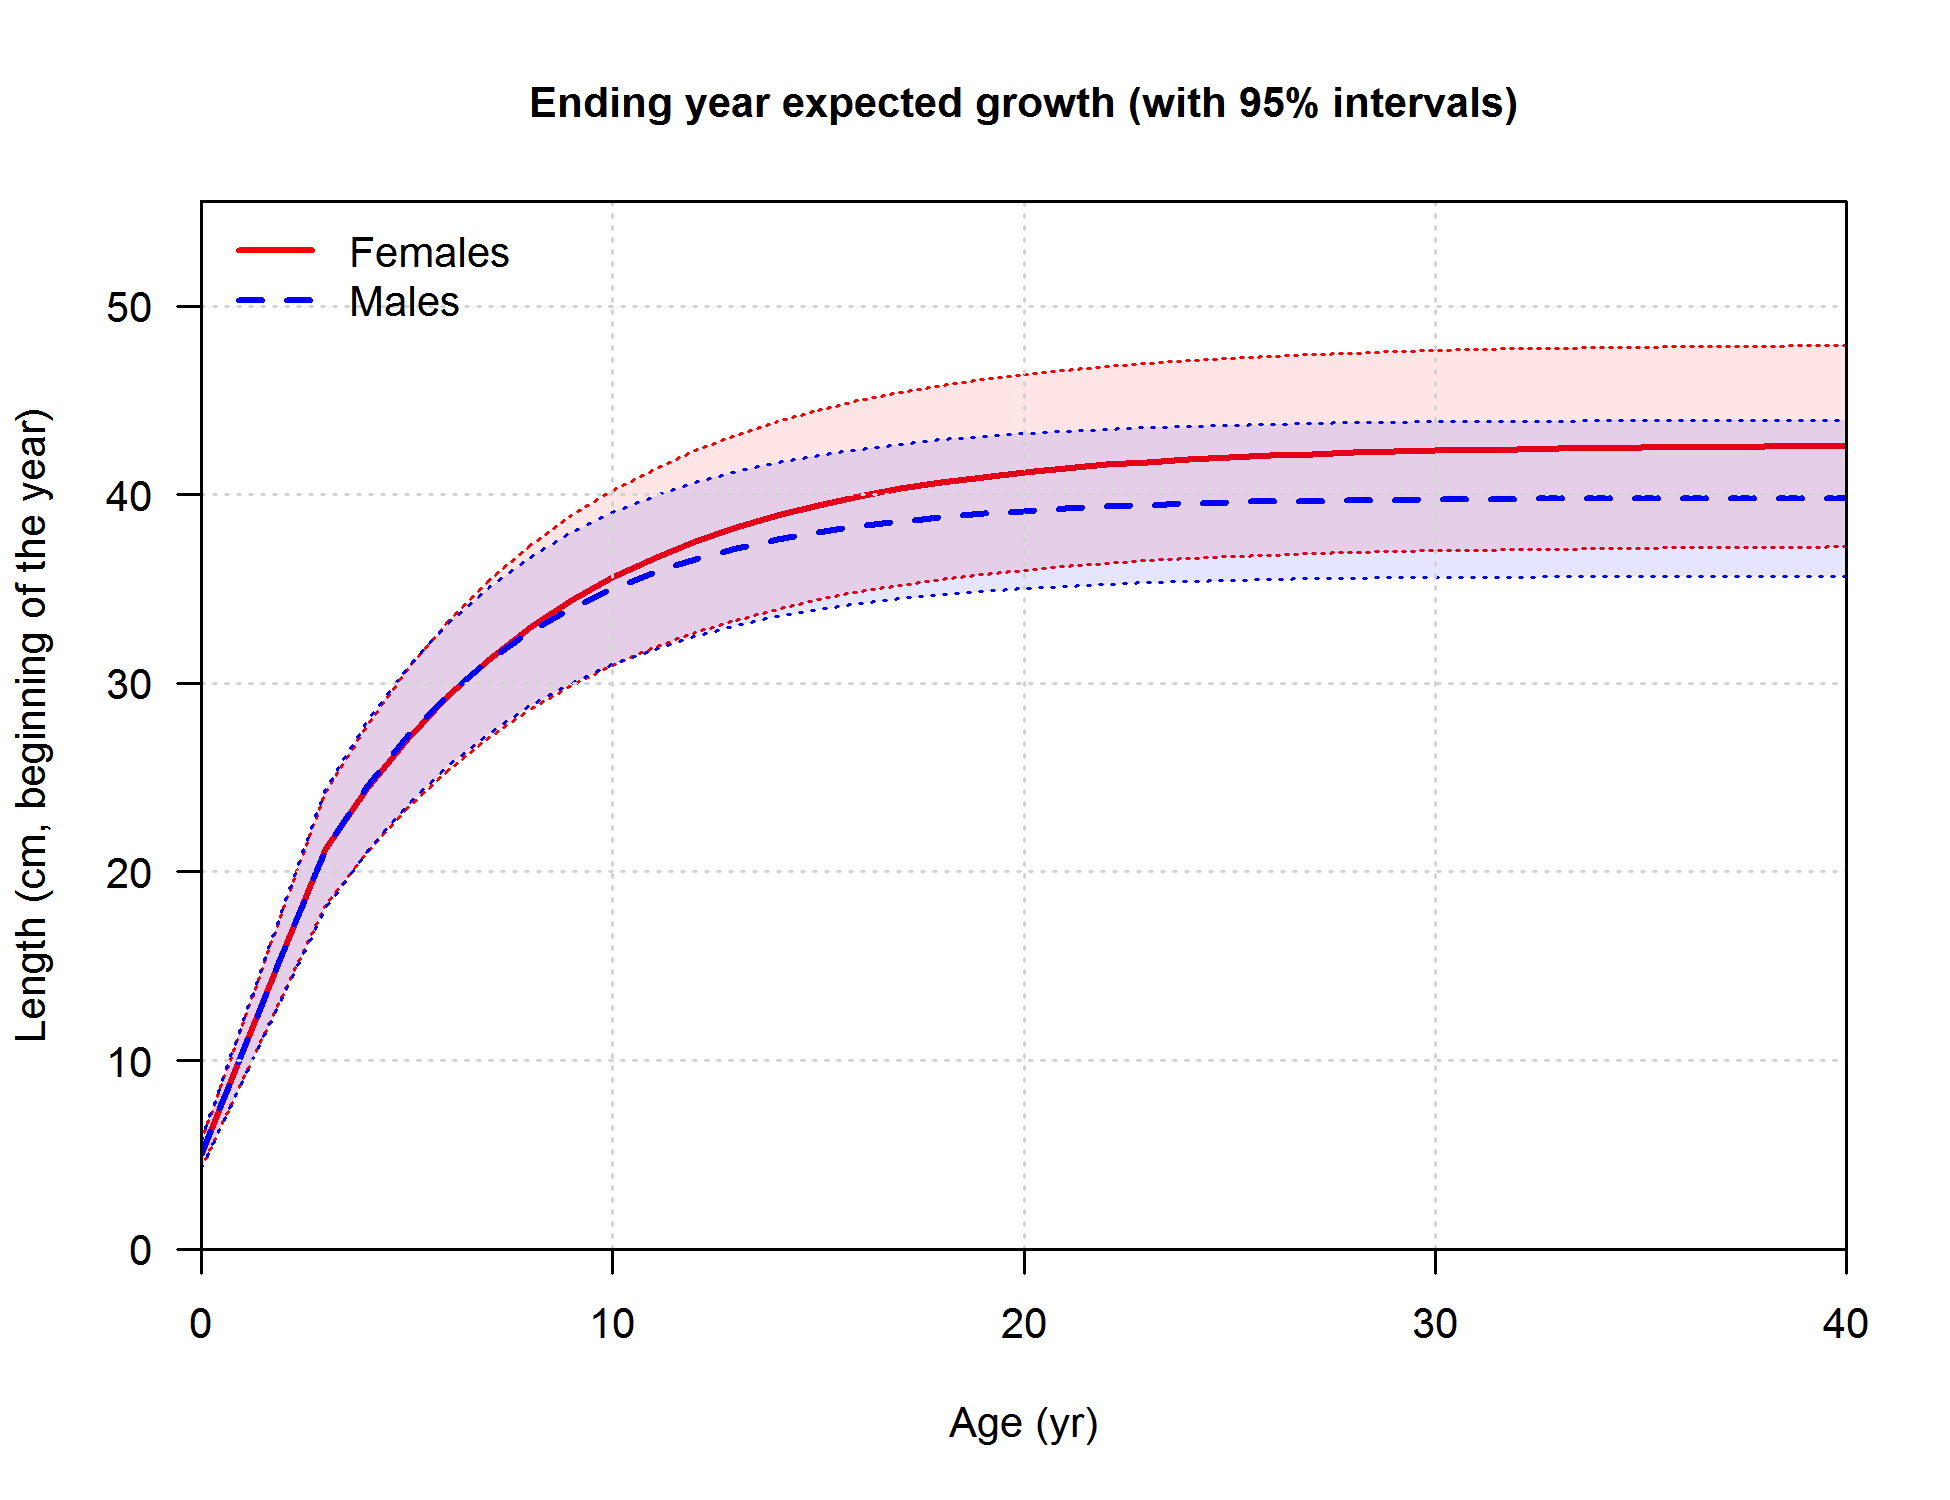 Ending year expected growth (with 95% intervals)
Females
Males
50
40
30
20
10
0
Length (cm, beginning of the year)
0 10 20 30 40
Age (yr)